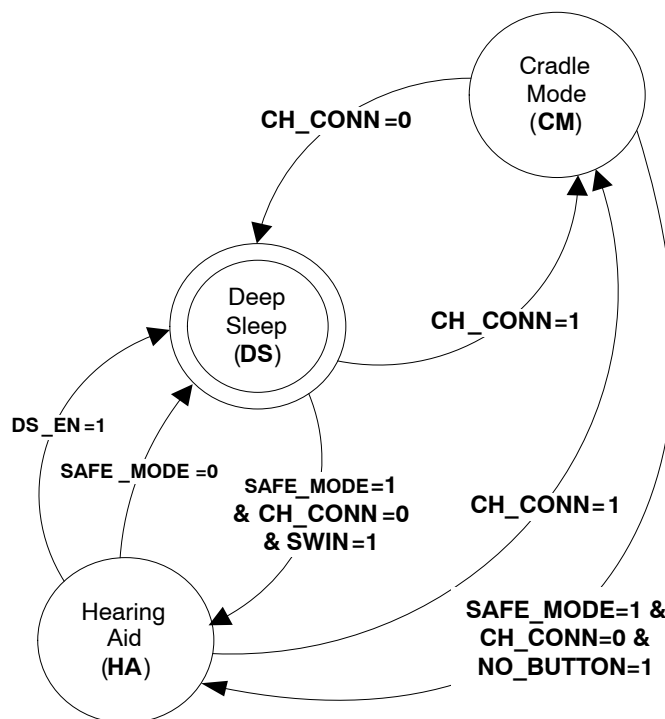 Cradle
Mode
(CM)
CH_CONN=0
Deep
Sleep
(DS)
CH_CONN=1
DS_EN=1
SAFE_MODE=0
SAFE_MODE=1
& CH_CONN=0
& SWIN=1
CH_CONN=1
Hearing
Aid
(HA)
SAFE_MODE=1 &
CH_CONN=0 &
NO_BUTTON=1